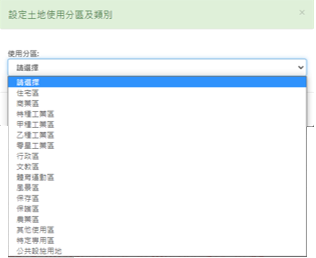 設定土地使用分區及類別
×
使用分區:
請選擇
請選擇
住宅區
商業區
特種工業區
甲種工業區
乙種工業區
零星工業區
行政區
文教區
體育運動區
風景區
保存區
保護區
農業區
其他使用區
特定專用區
公共設施用地